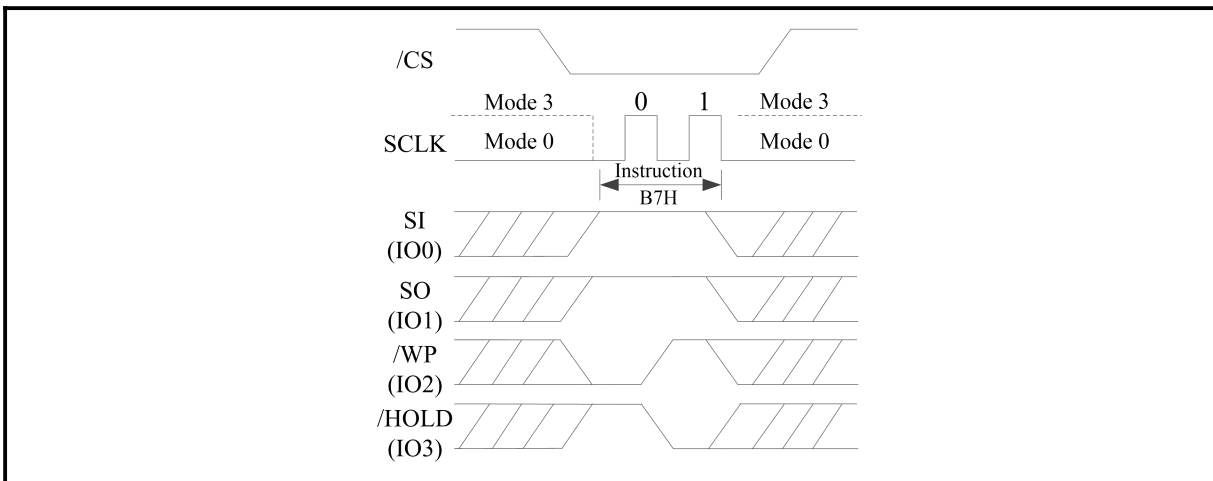 /CS
Mode 3 0 1 Mode 3
SCLK Mode 0 Mode 0
Instruction
B7H
SI
(IO0)
SO
(IO1)
/WP
(IO2)
/HOLD
(IO3)